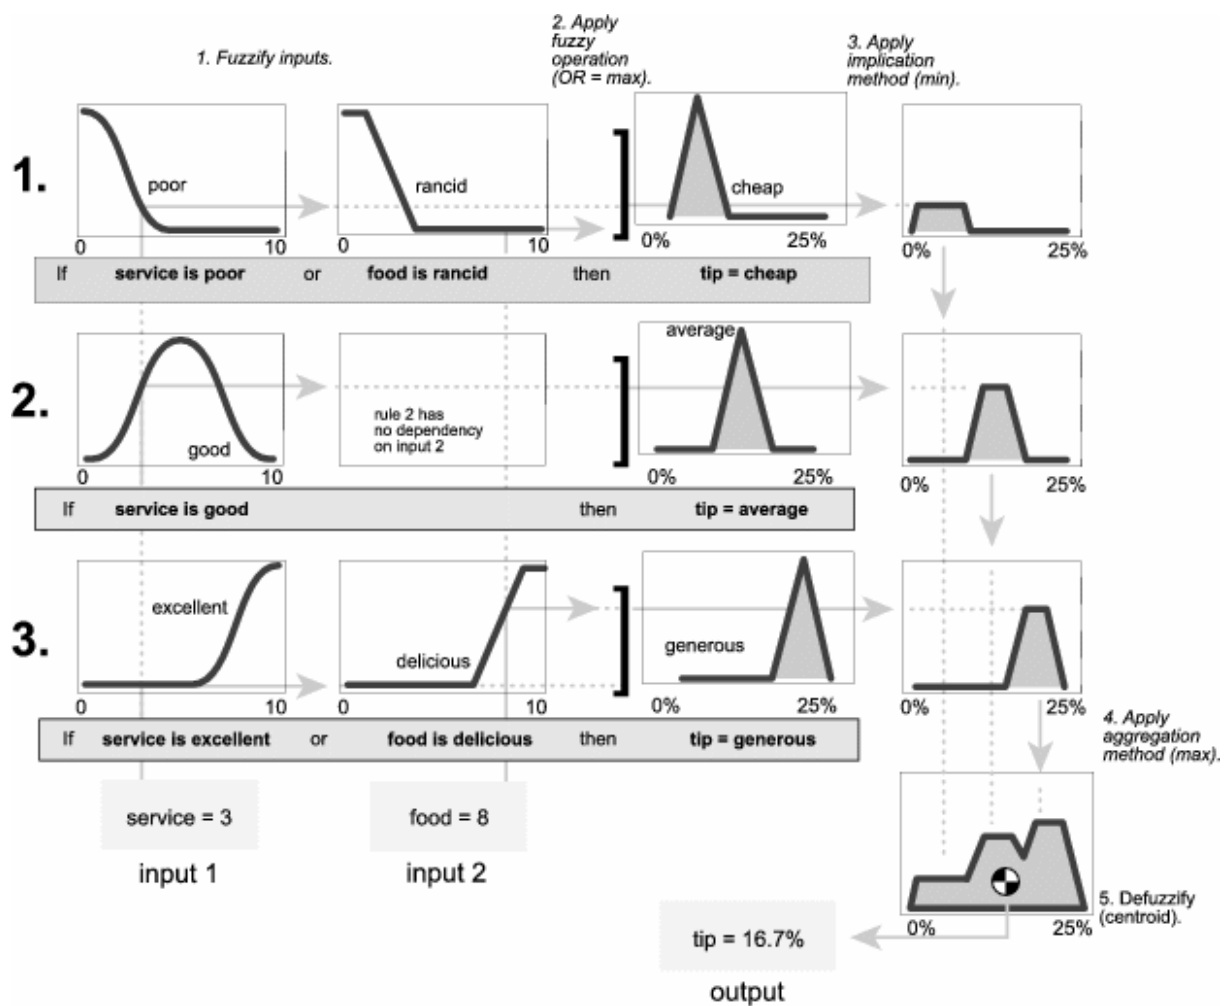 1. Fuzzify inputs.
2. Apply
fuzzy
operation
(OR = max).
3. Apply
implication
method (min).
1.
poor
rancid
cheap
0 10
0 10
0% 25%
0% 25%
If service is poor or food is rancid then tip = cheap
2.
good
rule 2 has
no dependency
on input 2
average
0 10
0% 25%
0% 25%
If service is good then tip = average
3.
excellent
delicious
generous
0 10
0 10
0% 25%
0% 25%
If service is excellent or food is delicious then tip = generous
4. Apply
aggregation
method (max).
service = 3
food = 8
input 1
input 2
0% 25%
5. Defuzzify
(centroid).
tip = 16.7%
output